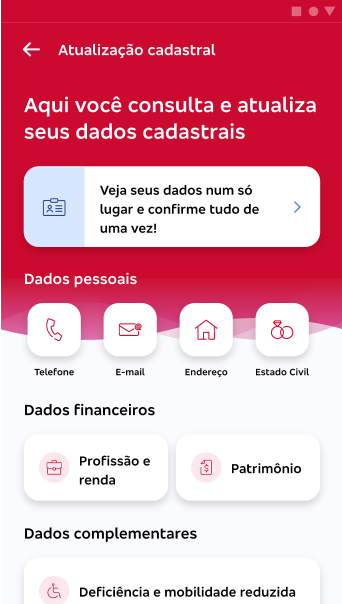 Atualização cadastral
Aqui você consulta e atualiza
seus dados cadastrais
Veja seus dados num só
lugar e confirme tudo de
uma vez!
Dados pessoais
Telefone
E-mail
Endereço
Estado Civil
Dados financeiros
Profissão e
renda
Patrimônio
Dados complementares
Deficiência e mobilidade reduzida